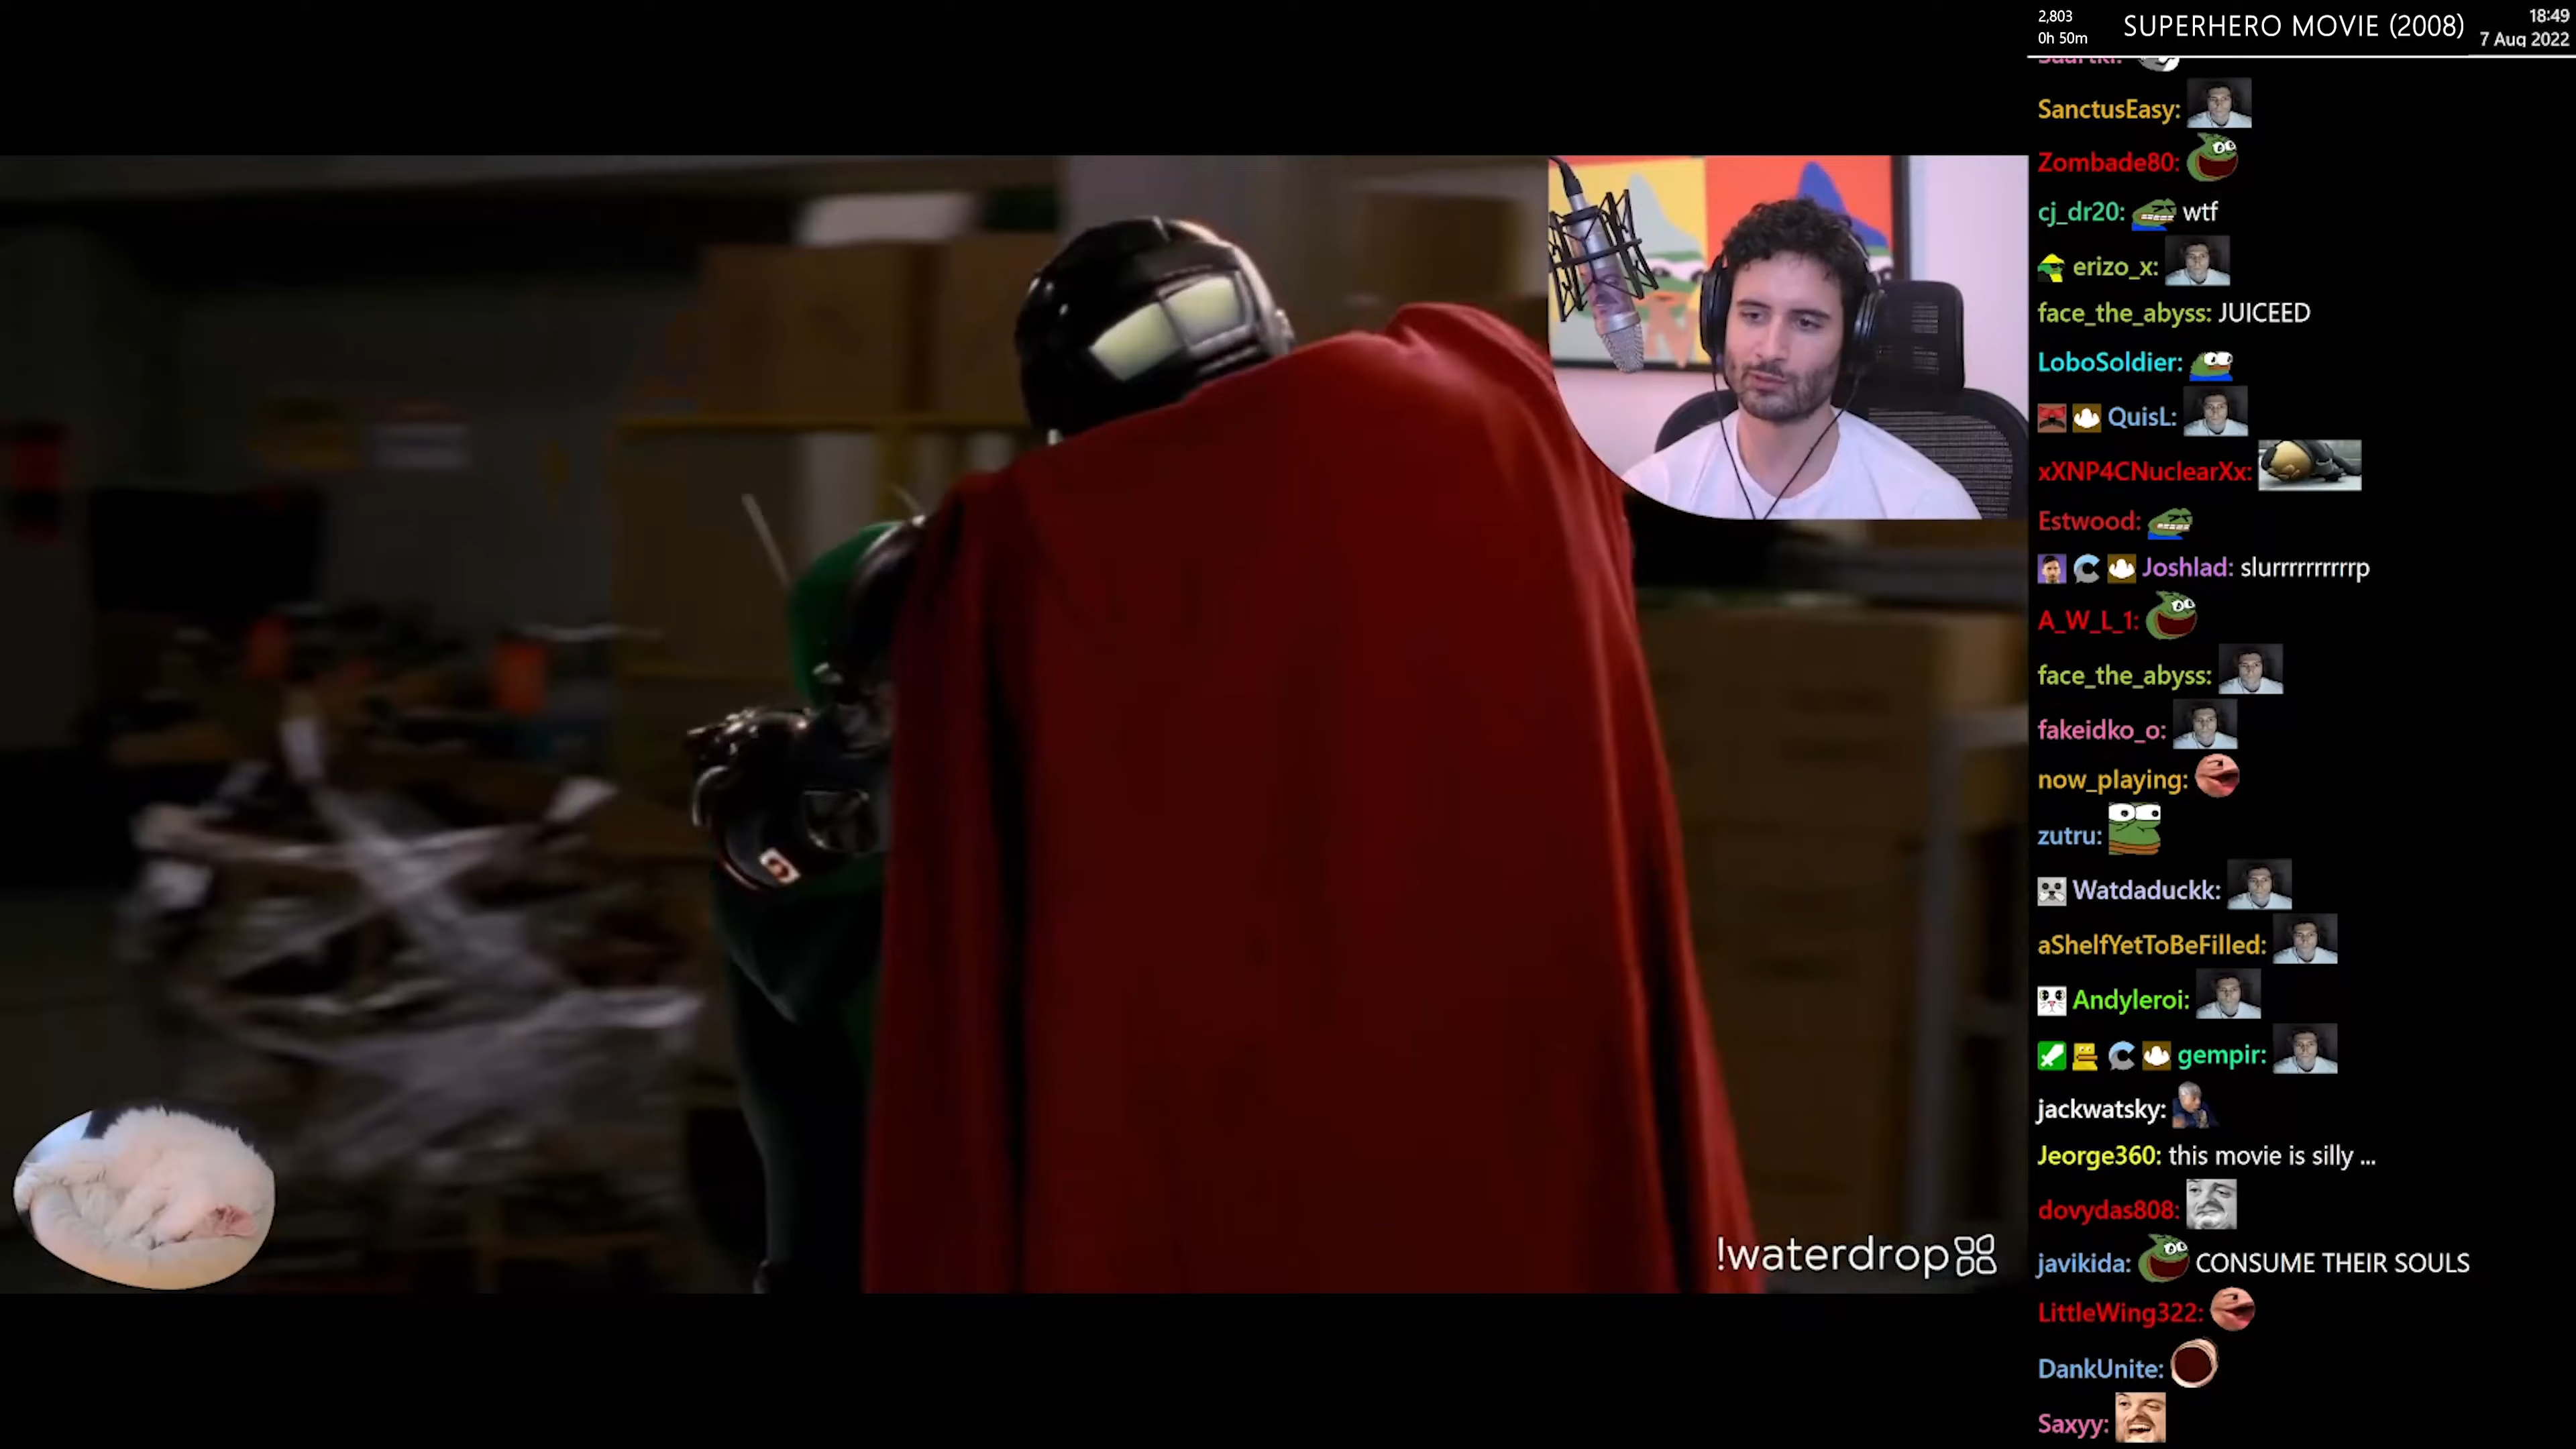 2,803
0h 50m
SUPERHERO MOVIE (2008)
18:49
7 Aug 2022
SanctusEasy:
Zombade80:
cj_dr20: wtf
erizo_x:
face_the_abyss: JUICEED
LoboSoldier:
QuisL:
xXNP4CNuclearXx:
Estwood:
Joshlad: slurrrrrrrrrrp
A_W_L_1:
face_the_abyss:
fakeidko_o:
now_playing:
zutru:
Watdaduckk:
aShelfYetToBeFilled:
Andyleroi:
gempir:
jackwatsky:
Jeorge360: this movie is silly ...
dovydas808:
javikida: CONSUME THEIR SOULS
LittleWing322:
DankUnite:
Saxyy:
!waterdrop